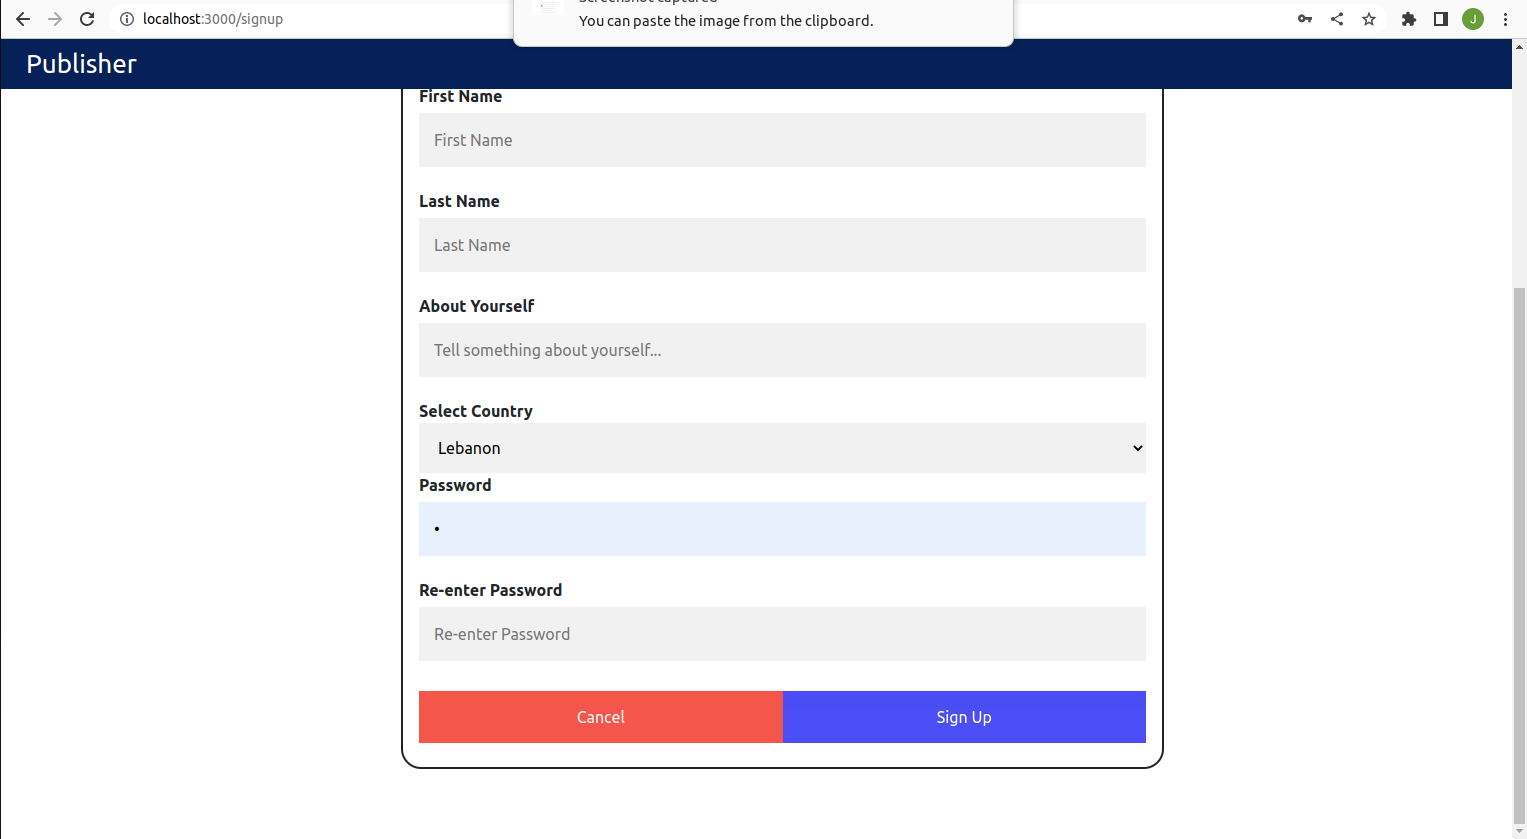 localhost:3000/signup
Screenshot captured
You can paste the image from the clipboard.
J
Publisher
First Name
First Name
Last Name
Last Name
About Yourself
Tell something about yourself...
Select Country
Lebanon
Password
•
Re-enter Password
Re-enter Password
Cancel
Sign Up